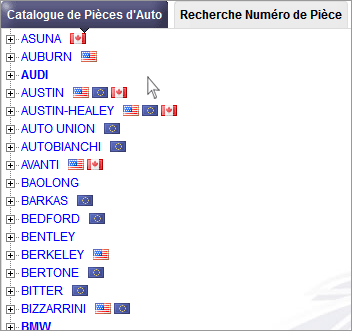 Catalogue de Pièces d'Auto Recherche Numéro de Pièce
ASUNA
AUBURN
AUDI
AUSTIN
AUSTIN-HEALEY
AUTO UNION
AUTOBIANCHI
AVANTI
BAOLONG
BARKAS
BEDFORD
BENTLEY
BERKELEY
BERTONE
BITTER
BIZZARRINI
BMW